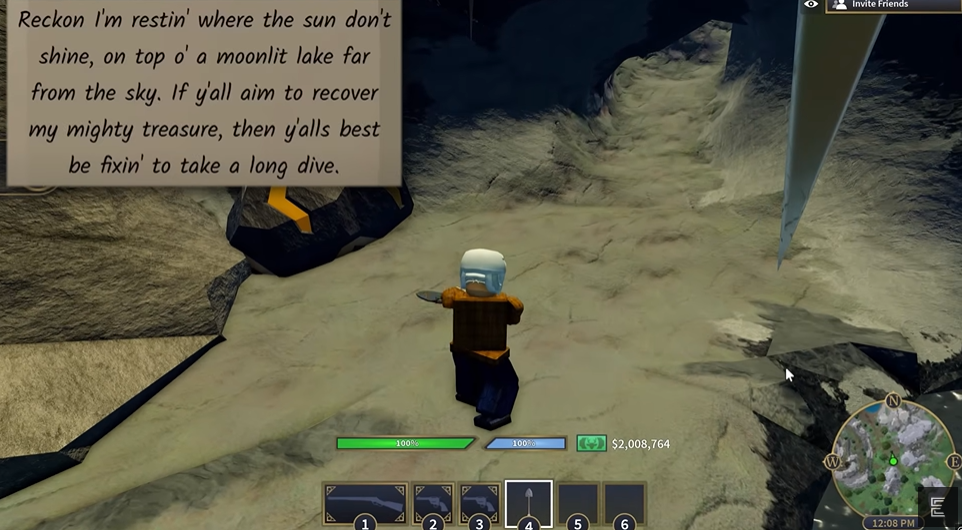 Reckon I'm restin' where the sun don't
shine, on top o' a moonlit lake far
from the sky. If y'all aim to recover
my mighty treasure, then y'alls best
be fixin' to take a long dive.
Invite Friends
100%
100%
$2,008,764
1
2
3
4
5
6
N
W
E
12:08 PM